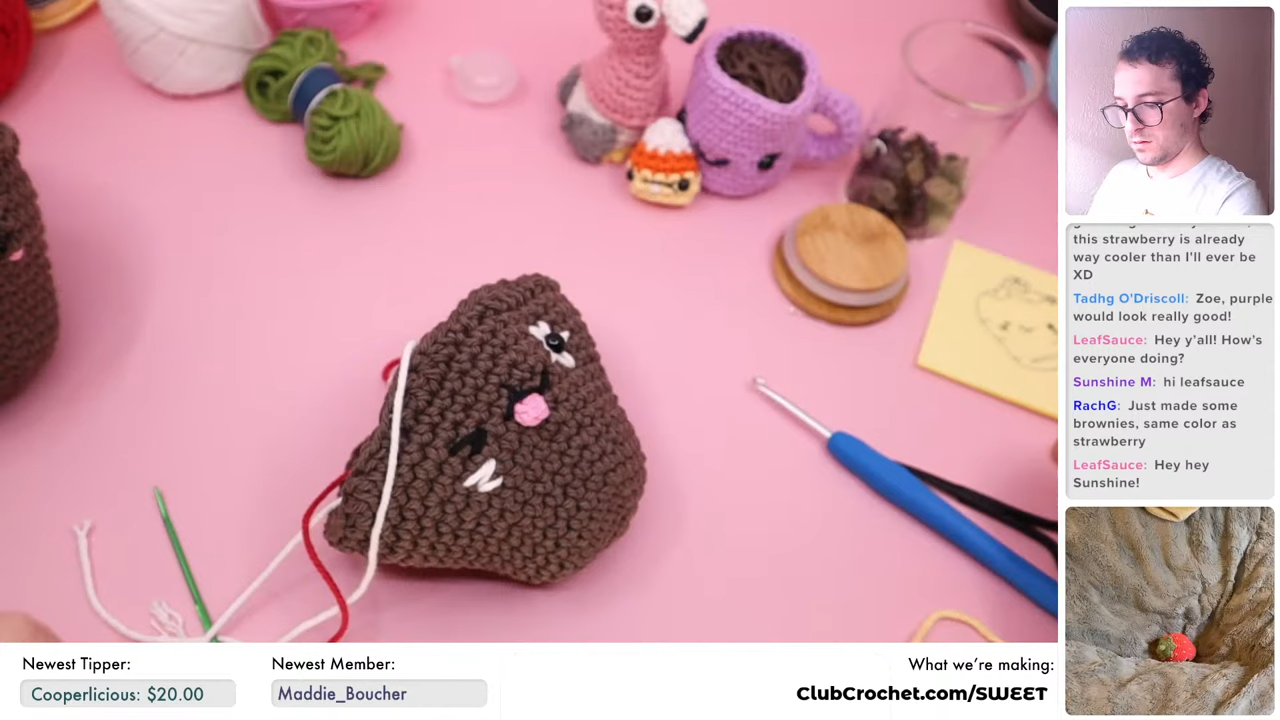 this strawberry is already
way cooler than I'll ever be
XD
Tadhg O'Driscoll: Zoe, purple
would look really good!
LeafSauce: Hey y'all! How's
everyone doing?
Sunshine M: hi leafsauce
RachG: Just made some
brownies, same color as
strawberry
LeafSauce: Hey hey
Sunshine!
Newest Tipper:
Cooperlicious: $20.00
Newest Member:
Maddie_Boucher
What we're making:
ClubCrochet.com/SWEET